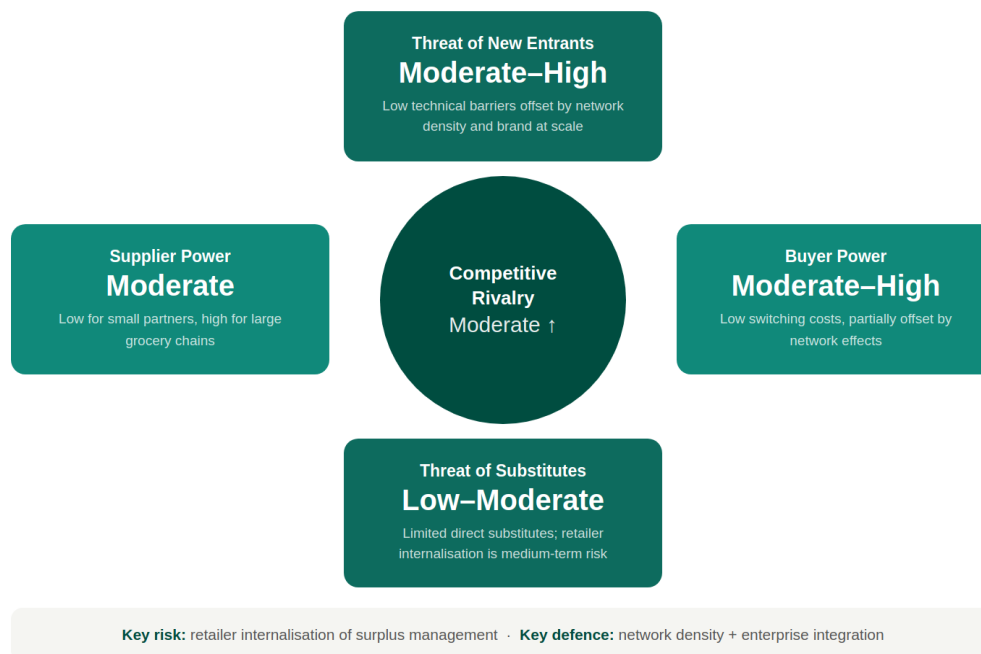 Threat of New Entrants
Moderate–High
Low technical barriers offset by network
density and brand at scale
Supplier Power
Moderate
Low for small partners, high for large
grocery chains
Competitive
Rivalry
Moderate ↑
Buyer Power
Moderate–High
Low switching costs, partially offset by
network effects
Threat of Substitutes
Low–Moderate
Limited direct substitutes; retailer
internalisation is medium-term risk
Key risk: retailer internalisation of surplus management · Key defence: network density + enterprise integration